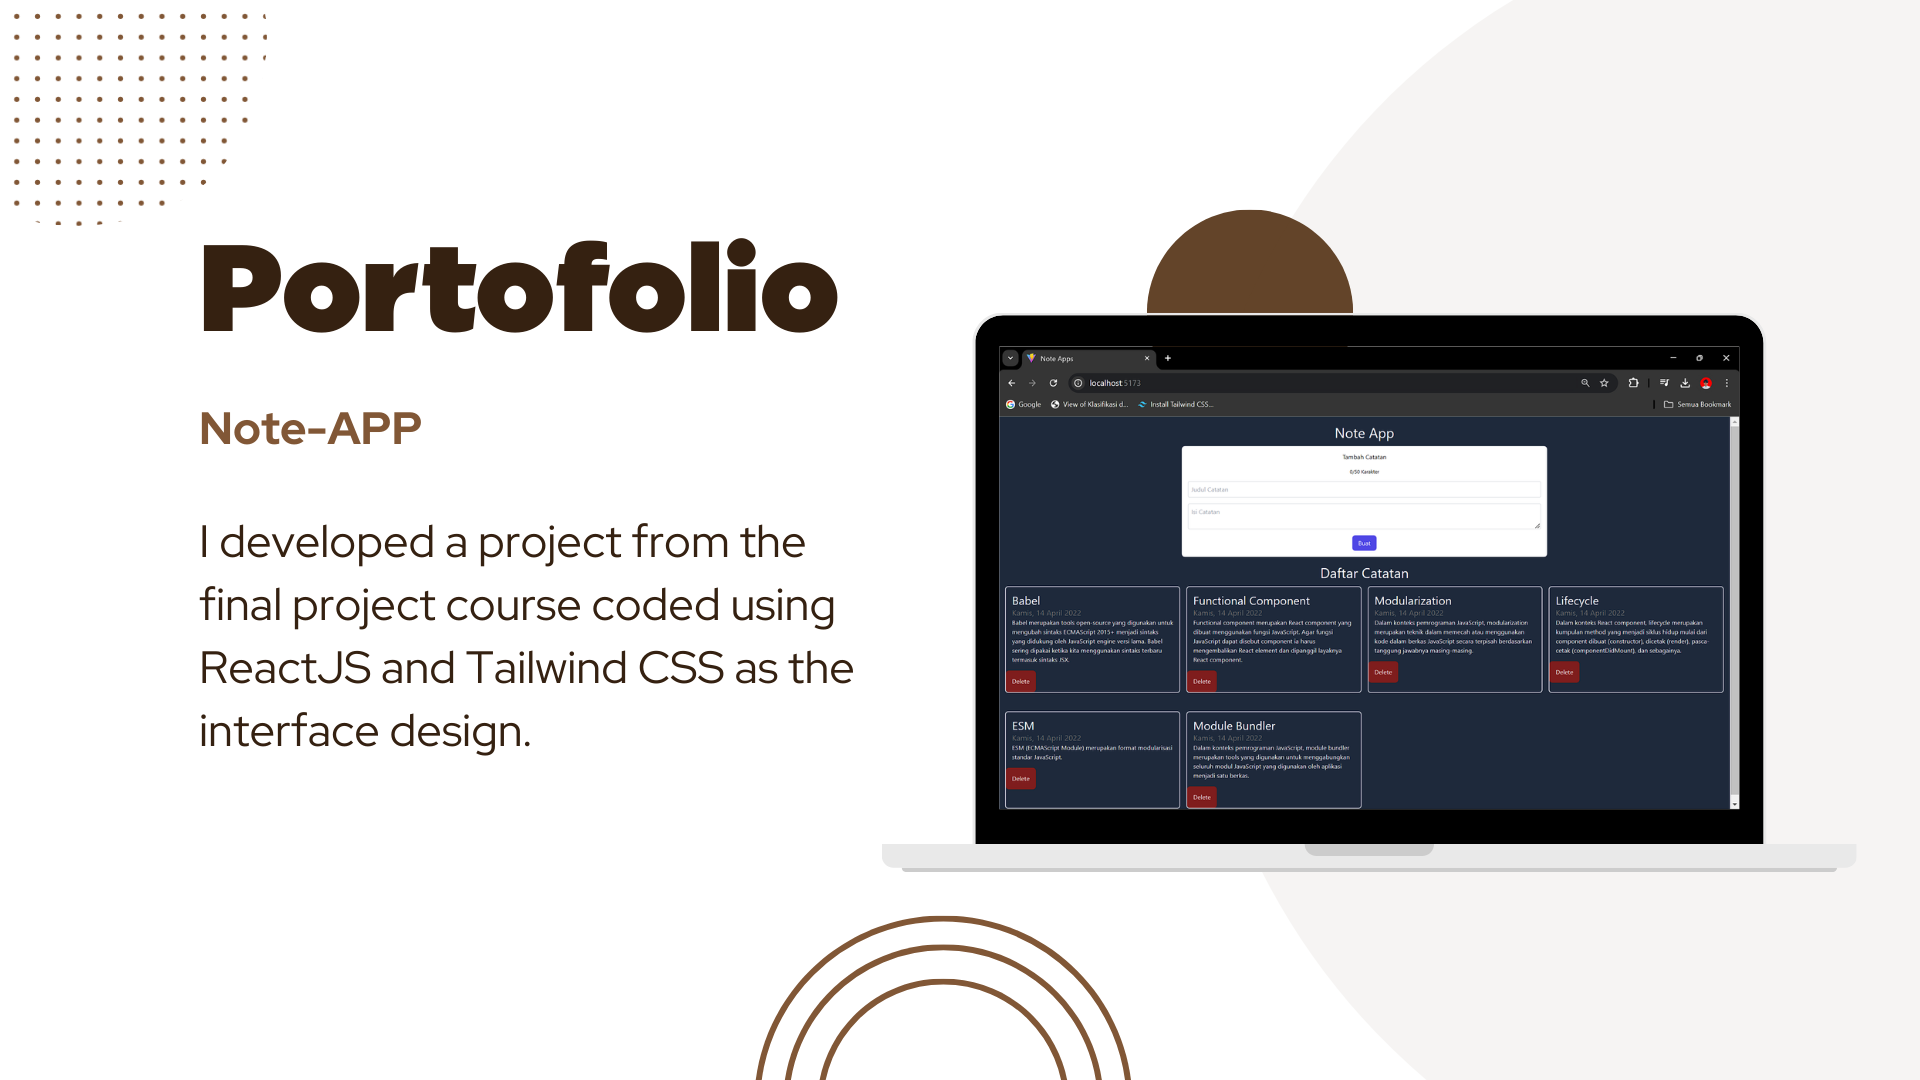 Portofolio
Note-APP
I developed a project from the
final project course coded using
ReactJS and Tailwind CSS as the
interface design.
Note Apps
localhost:5173
Google
View of Klasifikasi d...
Install Tailwind CSS...
Semua Bookmark
Note App
Tambah Catatan
0/50 Karakter
Judul Catatan
Isi Catatan
Buat
Daftar Catatan
Babel
Kamis, 14 April 2022
Babel merupakan tools open-source yang digunakan untuk
mengubah sintaks ECMAScript 2015+ menjadi sintaks
yang didukung oleh JavaScript engine versi lama. Babel
sering dipakai ketika kita menggunakan sintaks terbaru
termasuk sintaks JSX.
Delete
Functional Component
Kamis, 14 April 2022
Functional component merupakan React component yang
dibuat menggunakan fungsi JavaScript. Agar fungsi
JavaScript dapat disebut component ia harus
mengembalikan React element dan dipanggil layaknya
React component.
Delete
Modularization
Kamis, 14 April 2022
Dalam konteks pemrograman JavaScript, modularization
merupakan teknik dalam memecah atau menggunakan
kode dalam berkas JavaScript secara terpisah berdasarkan
tanggung jawabnya masing-masing.
Delete
Lifecycle
Kamis, 14 April 2022
Dalam konteks React component, lifecycle merupakan
kumpulan method yang menjadi siklus hidup mulai dari
component dibuat (constructor), dicetak (render), pasca-
cetak (componentDidMount), dan sebagainya.
Delete
ESM
Kamis, 14 April 2022
ESM (ECMAScript Module) merupakan format modularisasi
standar JavaScript.
Delete
Module Bundler
Kamis, 14 April 2022
Dalam konteks pemrograman JavaScript, module bundler
merupakan tools yang digunakan untuk menggabungkan
seluruh modul JavaScript yang digunakan oleh aplikasi
menjadi satu berkas.
Delete